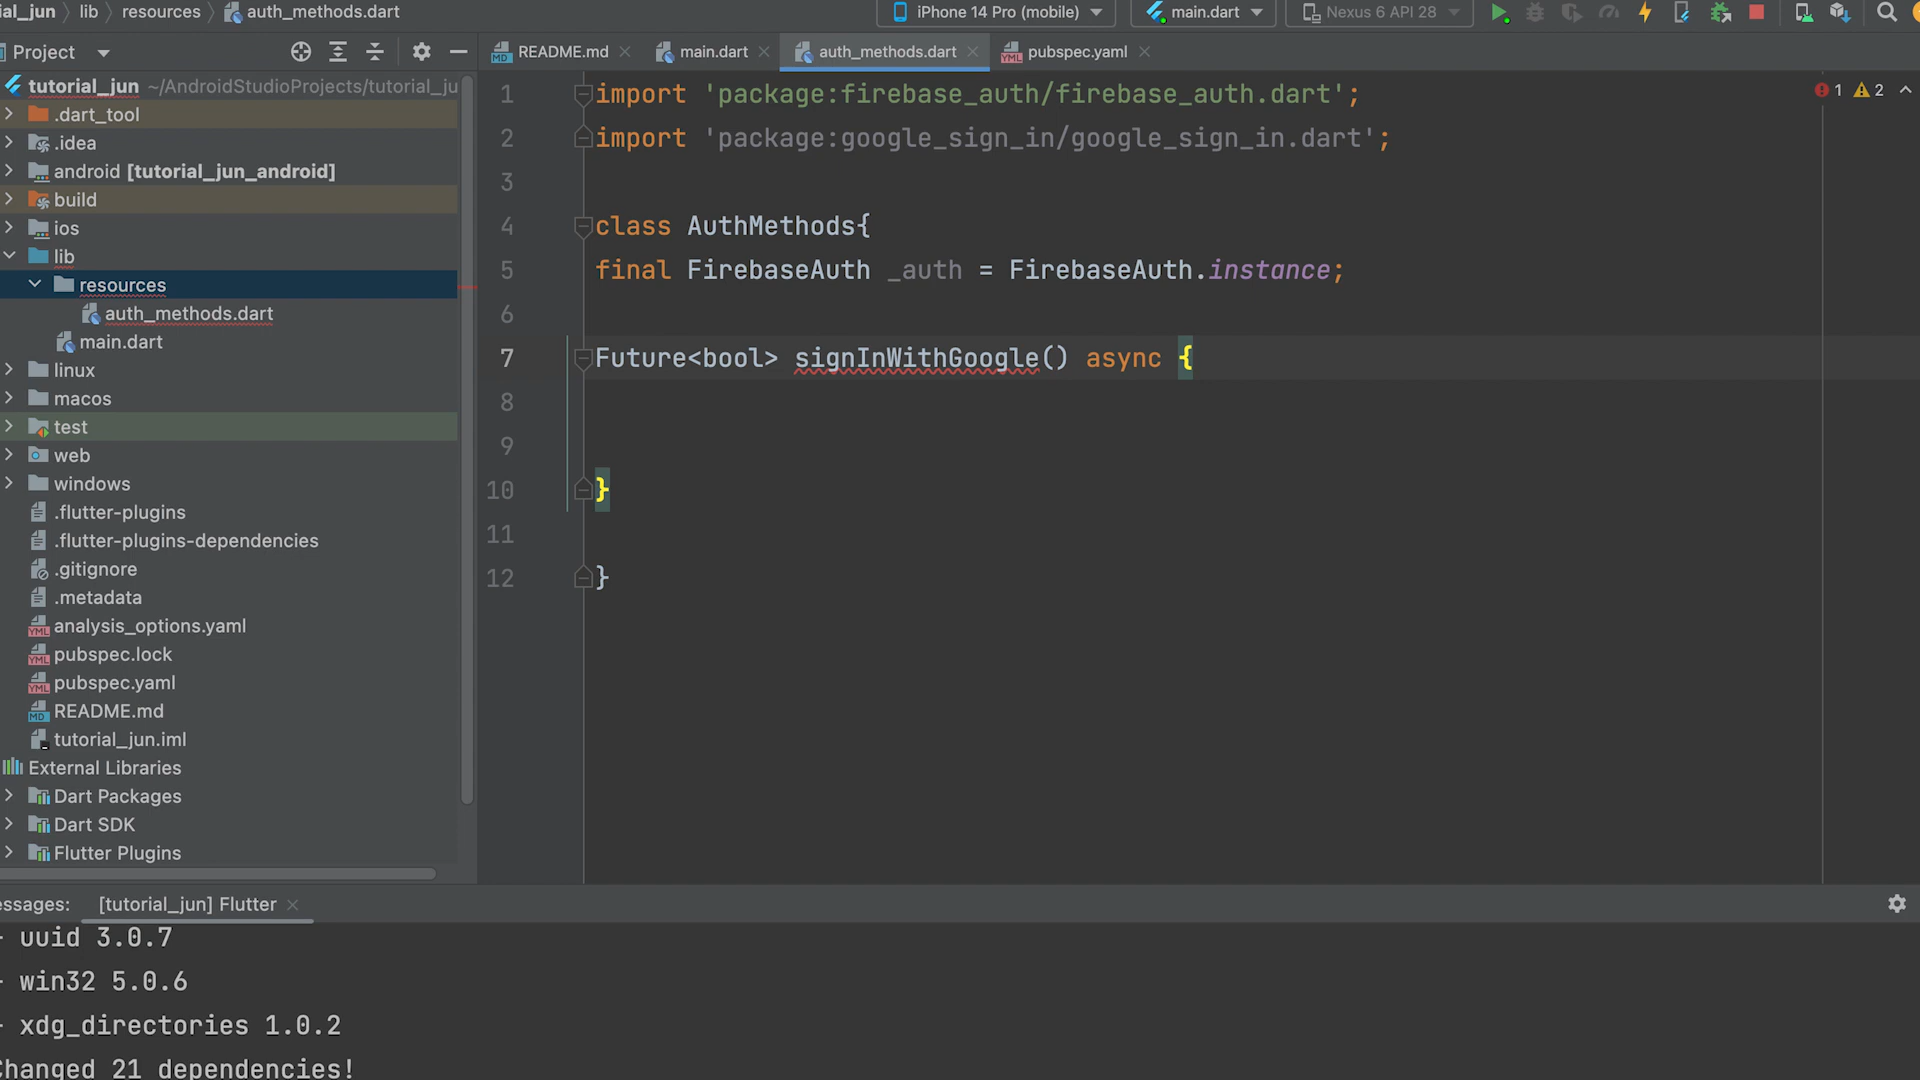 ial_jun lib resources auth_methods.dart
iPhone 14 Pro (mobile) main.dart Nexus 6 API 28
Project
README.md main.dart auth_methods.dart pubspec.yaml
tutorial_jun ~/AndroidStudioProjects/tutorial_ju
.dart_tool
.idea
android [tutorial_jun_android]
build
ios
lib
resources
auth_methods.dart
main.dart
linux
macos
test
web
windows
.flutter-plugins
.flutter-plugins-dependencies
.gitignore
.metadata
analysis_options.yaml
pubspec.lock
pubspec.yaml
README.md
tutorial_jun.iml
External Libraries
Dart Packages
Dart SDK
Flutter Plugins
1 import 'package:firebase_auth/firebase_auth.dart';
2 import 'package:google_sign_in/google_sign_in.dart';
3
4 class AuthMethods{
5 final FirebaseAuth _auth = FirebaseAuth.instance;
6
7 Future<bool> signInWithGoogle() async {
8
9
10 }
11
12 }
1 2
essages: [tutorial_jun] Flutter
+ uuid 3.0.7
+ win32 5.0.6
+ xdg_directories 1.0.2
Changed 21 dependencies!